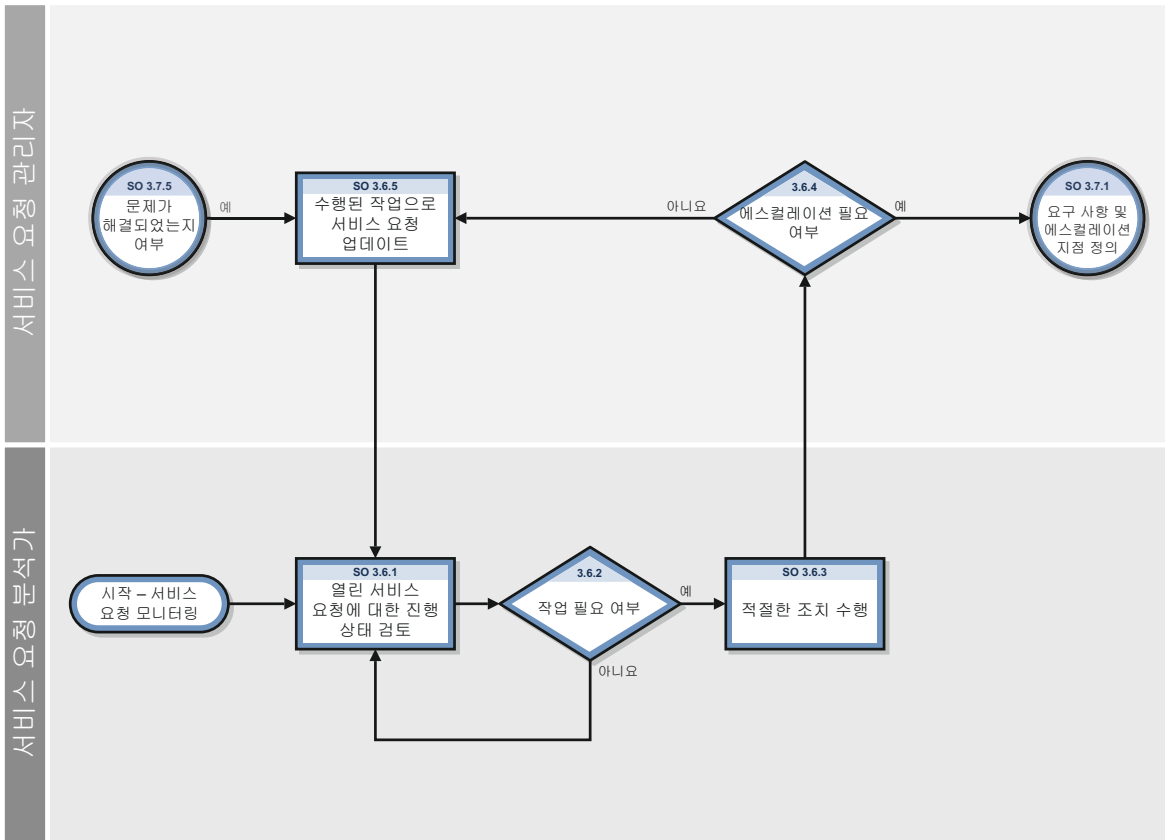 서비스 요청 관리자
SO 3.7.5
문제가
해결되었는지
여부
예
SO 3.6.5
수행된 작업으로
서비스 요청
업데이트
아니요
3.6.4
에스컬레이션 필요
여부
예
SO 3.7.1
요구 사항 및
에스컬레이션
지점 정의
서비스 요청 분석가
시작 – 서비스
요청 모니터링
SO 3.6.1
열린 서비스
요청에 대한 진행
상태 검토
3.6.2
작업 필요 여부
예
아니요
SO 3.6.3
적절한 조치 수행